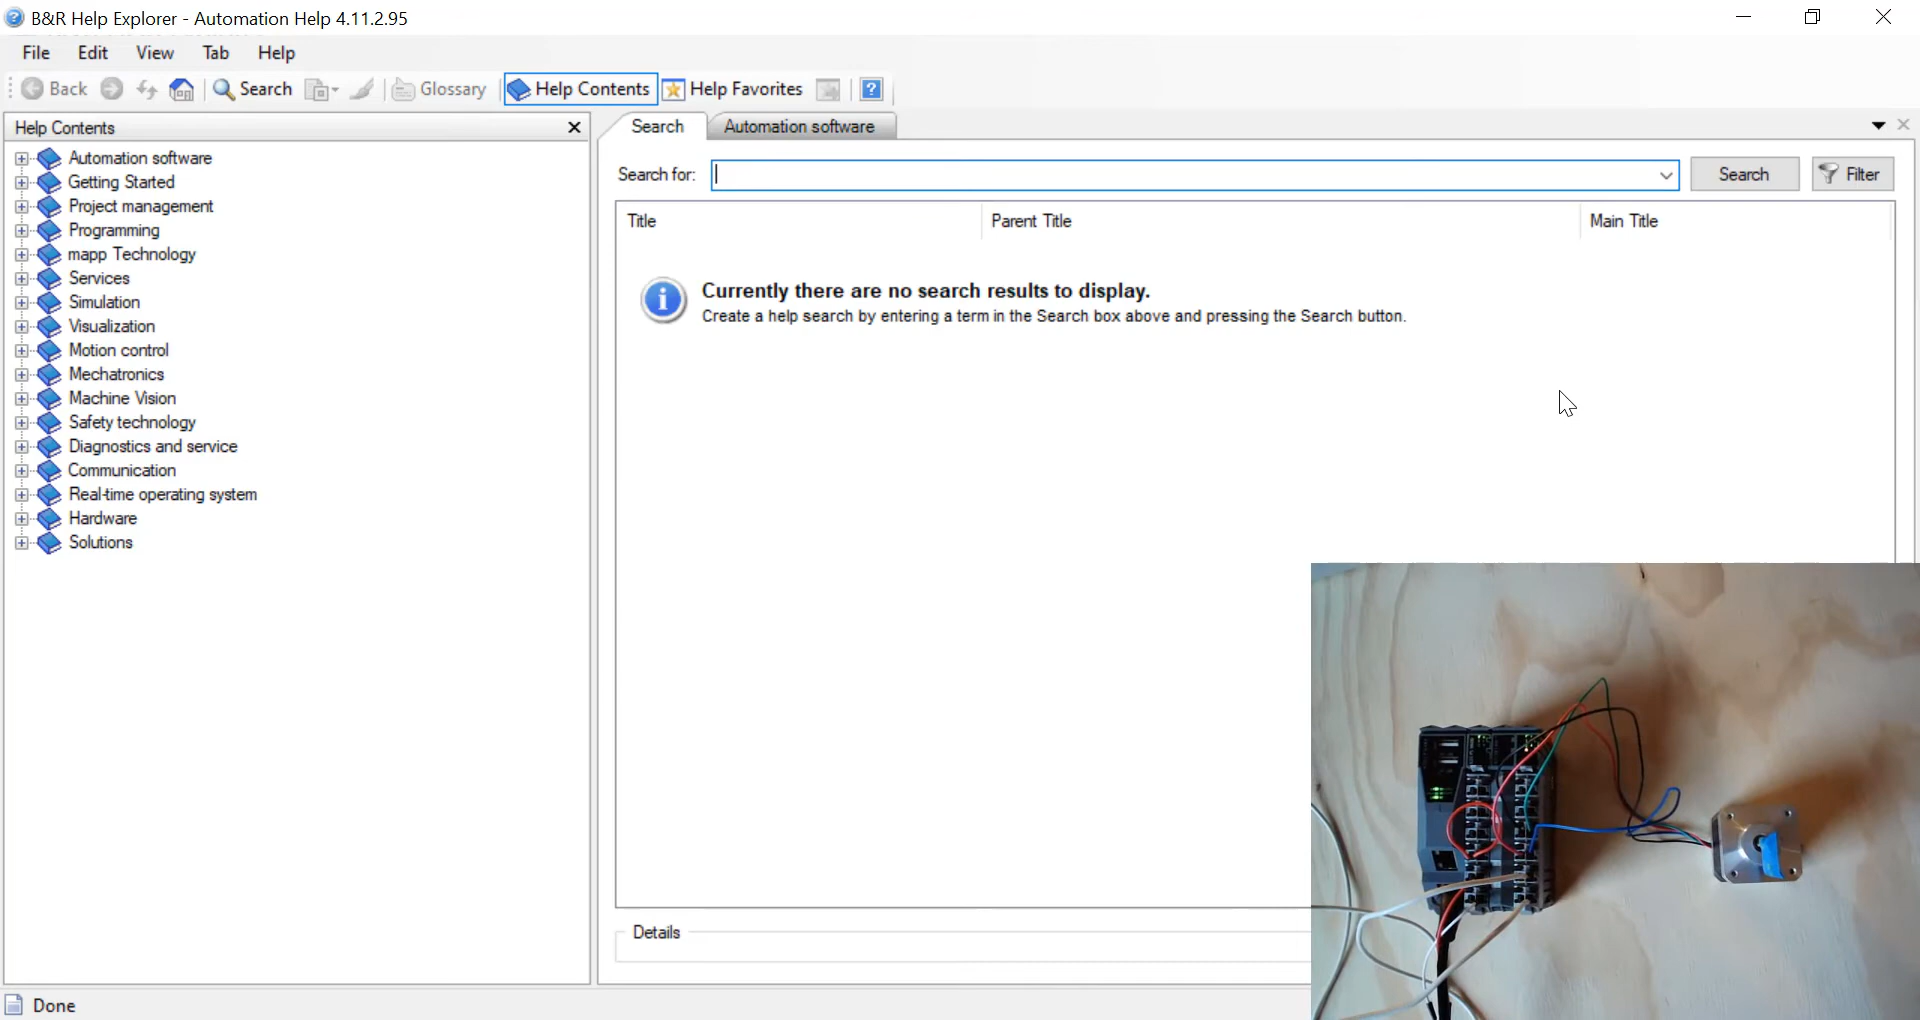 B&R Help Explorer - Automation Help 4.11.2.95
File Edit View Tab Help
Back Search Glossary Help Contents Help Favorites
Help Contents
Automation software
Getting Started
Project management
Programming
mapp Technology
Services
Simulation
Visualization
Motion control
Mechatronics
Machine Vision
Safety technology
Diagnostics and service
Communication
Real-time operating system
Hardware
Solutions
Search Automation software
Search for: Search Filter
Title Parent Title Main Title
Currently there are no search results to display.
Create a help search by entering a term in the Search box above and pressing the Search button.
Details
Done